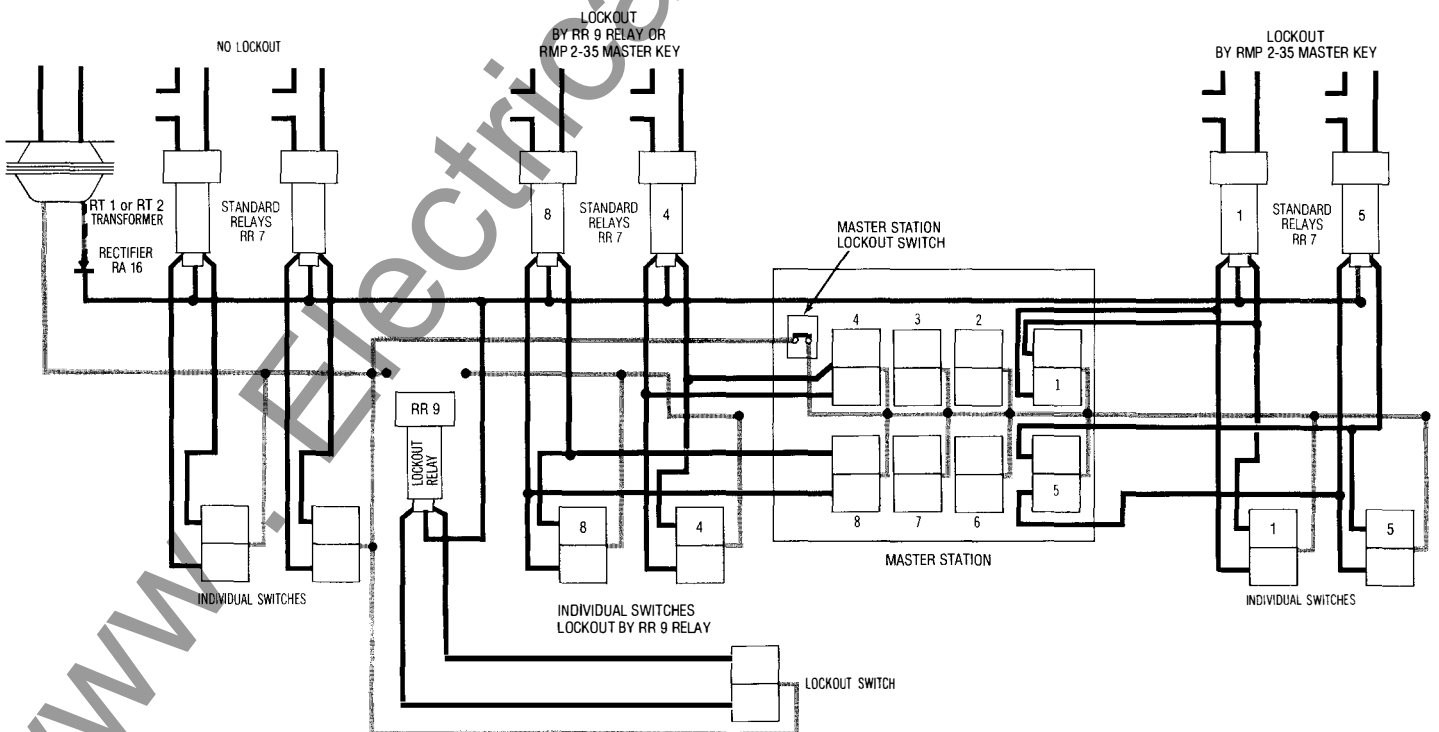 NO LOCKOUT
LOCKOUT
BY RR 9 RELAY OR
RMP 2-35 MASTER KEY
LOCKOUT
BY RMP 2-35 MASTER KEY
RT 1 or RT 2
TRANSFORMER
RECTIFIER
RA 16
STANDARD
RELAYS
RR 7
8
STANDARD
RELAYS
RR 7
4
MASTER STATION
LOCKOUT SWITCH
1
STANDARD
RELAYS
RR 7
5
4
3
2
1
RR 9
LOCKOUT
RELAY
8
7
6
5
MASTER STATION
8
4
1
5
INDIVIDUAL SWITCHES
INDIVIDUAL SWITCHES
LOCKOUT BY RR 9 RELAY
INDIVIDUAL SWITCHES
LOCKOUT SWITCH
www.Electrica